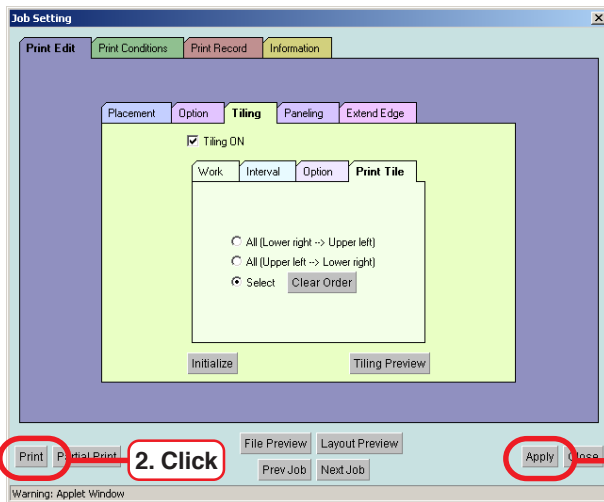 Job Setting
Print Edit Print Conditions Print Record Information
Placement Option Tiling Paneling Extend Edge
Tiling ON
Work Interval Option Print Tile
All (Lower right --> Upper left)
All (Upper left --> Lower right)
Select Clear Order
Initialize Tiling Preview
File Preview Layout Preview
Print Partial Print 2. Click Apply Close
Prev Job Next Job
Warning: Applet Window